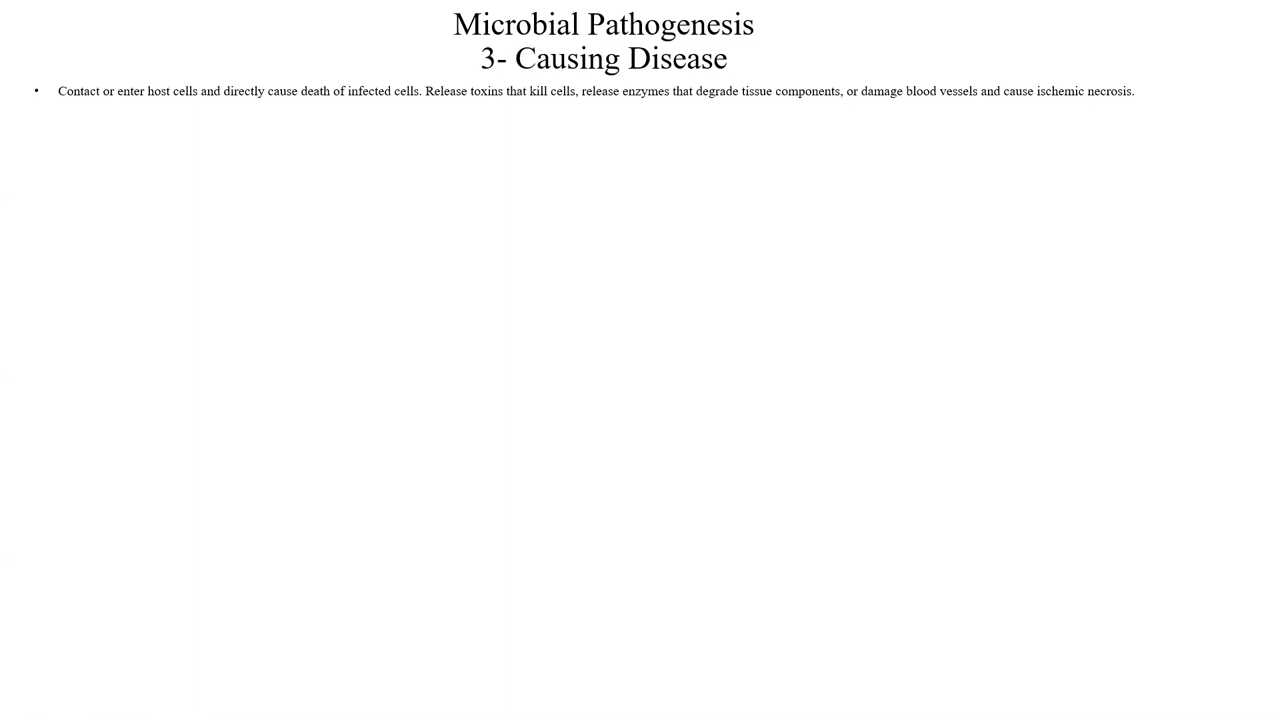 Microbial Pathogenesis
3- Causing Disease
• Contact or enter host cells and directly cause death of infected cells. Release toxins that kill cells, release enzymes that degrade tissue components, or damage blood vessels and cause ischemic necrosis.